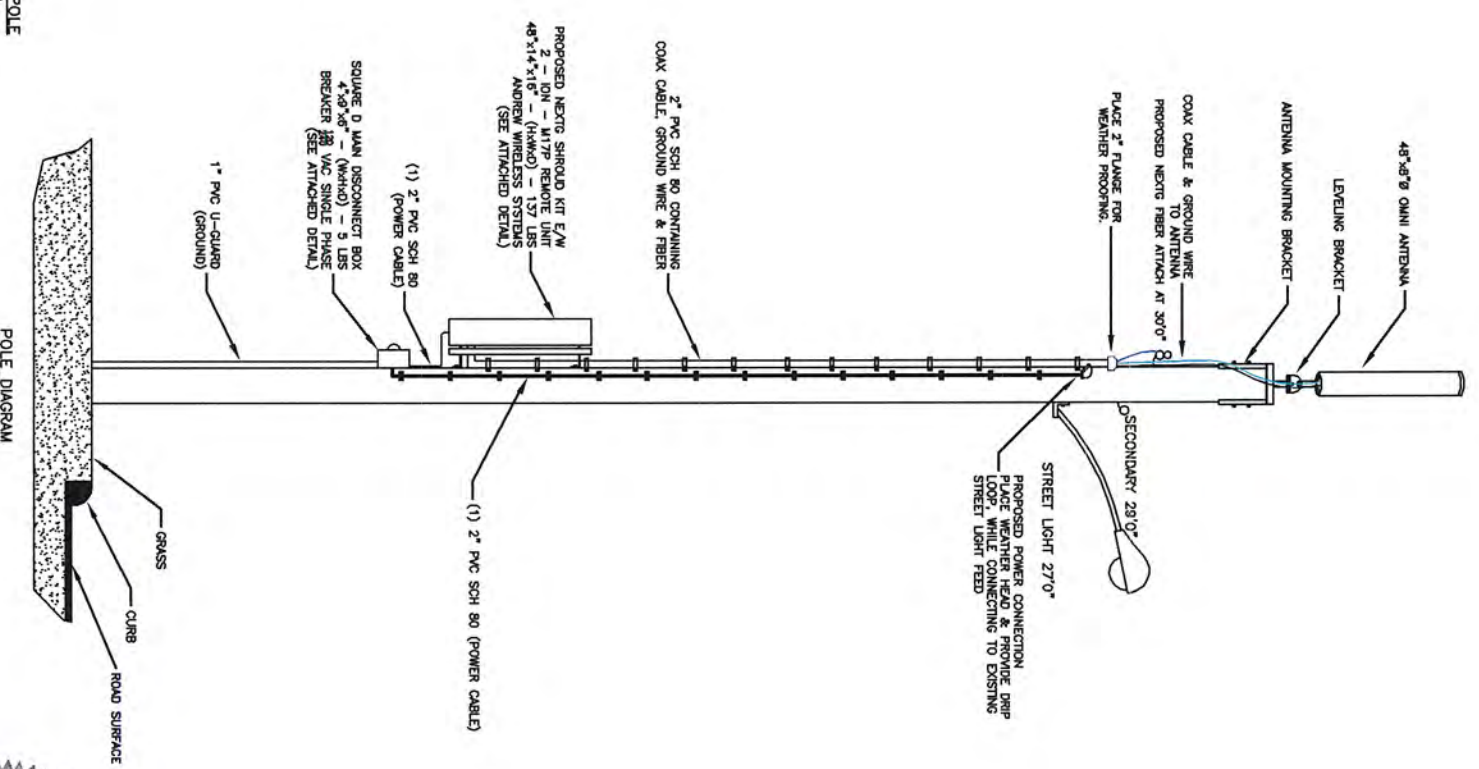 48"x8"Ø OMNI ANTENNA
LEVELING BRACKET
ANTENNA MOUNTING BRACKET
COAX CABLE & GROUND WIRE
TO ANTENNA
PROPOSED NEXTG FIBER ATTACH AT 30'0"
PLACE 2" FLANGE FOR
WEATHER PROOFING.
SECONDARY 29'0"
STREET LIGHT 27'0"
PROPOSED POWER CONNECTION
PLACE WEATHER HEAD & PROVIDE DRIP
LOOP, WHILE CONNECTING TO EXISTING
STREET LIGHT FEED
2" PVC SCH 80 CONTAINING
COAX CABLE, GROUND WIRE & FIBER
PROPOSED NEXTG SHROUD KIT E/W
2 - ION - M17P REMOTE UNIT
48"x14"x16" - (HxWxD) - 137 LBS
ANDREW WIRELESS SYSTEMS
(SEE ATTACHED DETAIL)
(1) 2" PVC SCH 80
(POWER CABLE)
(1) 2" PVC SCH 80 (POWER CABLE)
SQUARE D MAIN DISCONNECT BOX
4"x9"x6" - (WxHxD) - 5 LBS
BREAKER VAC SINGLE PHASE
(SEE ATTACHED DETAIL)
1" PVC U-GUARD
(GROUND)
GRASS
CURB
ROAD SURFACE
POLE DIAGRAM
POLE